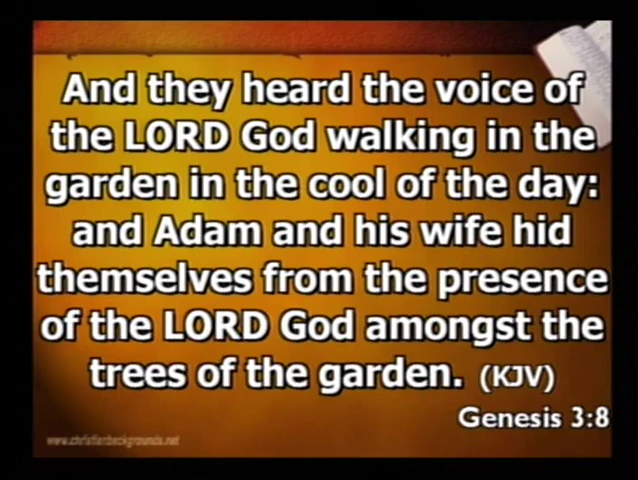 And they heard the voice of
the LORD God walking in the
garden in the cool of the day:
and Adam and his wife hid
themselves from the presence
of the LORD God amongst the
trees of the garden. (KJV)
Genesis 3:8
www.christianbackgrounds.net